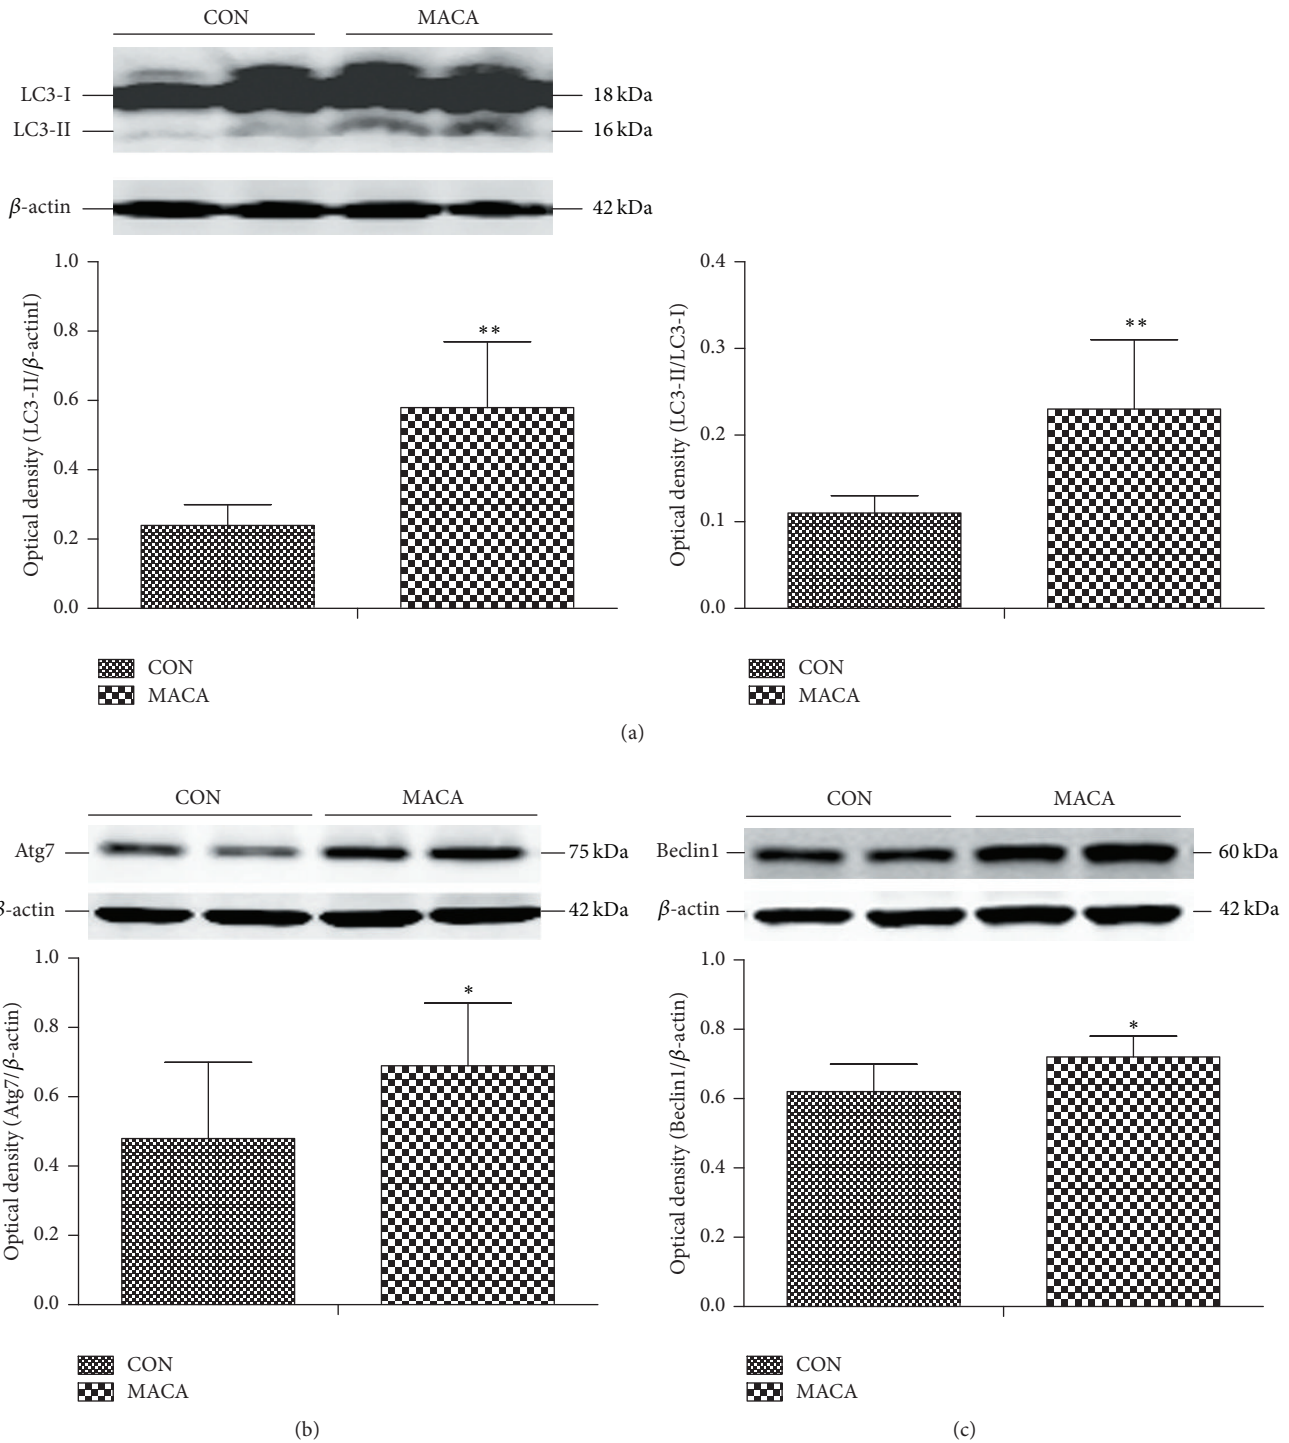 CON MACA
LC3-I 18 kDa
LC3-II 16 kDa
β-actin 42 kDa
Optical density (LC3-II/β-actinI)
1.0
0.8
0.6
0.4
0.2
0.0
**
CON
MACA
Optical density (LC3-II/LC3-I)
0.4
0.3
0.2
0.1
0.0
**
CON
MACA
(a)
CON MACA
Atg7 75 kDa
β-actin 42 kDa
Optical density (Atg7/β-actin)
1.0
0.8
0.6
0.4
0.2
0.0
*
CON
MACA
(b)
CON MACA
Beclin1 60 kDa
β-actin 42 kDa
Optical density (Beclin1/β-actin)
1.0
0.8
0.6
0.4
0.2
0.0
*
CON
MACA
(c)